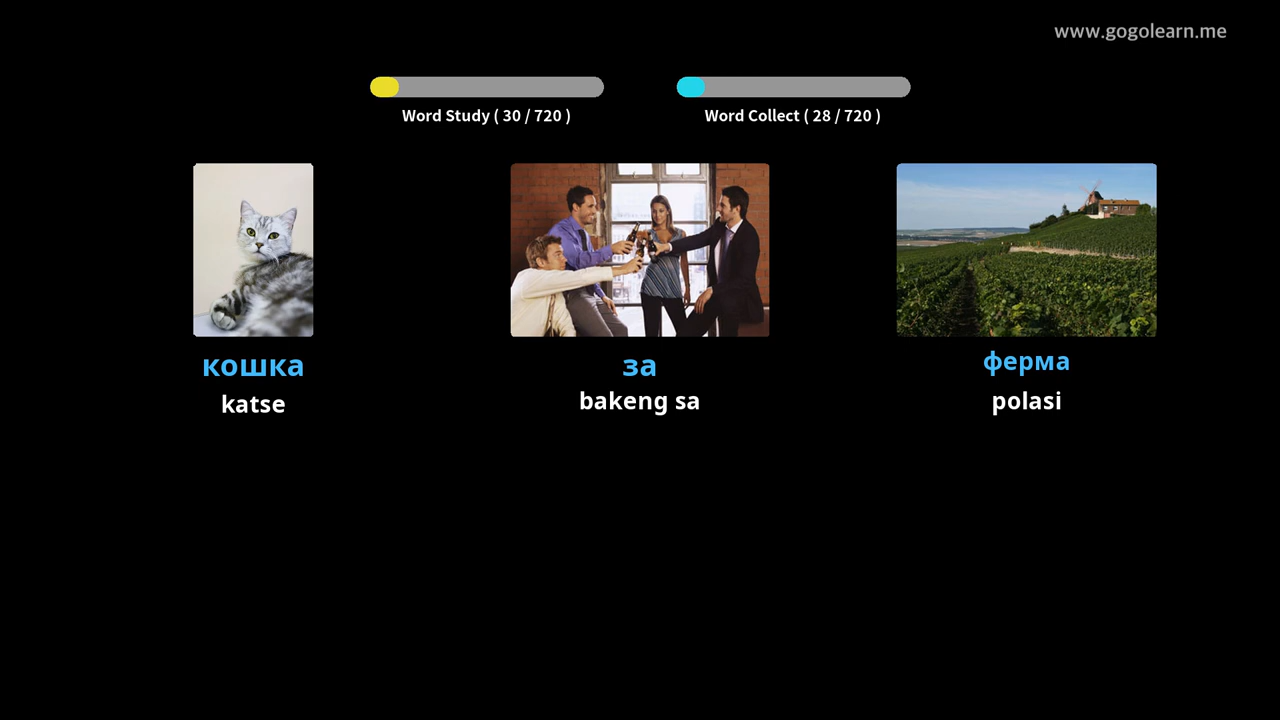 www.gogolearn.me
Word Study ( 30 / 720 )
Word Collect ( 28 / 720 )
кошка
katse
за
bakeng sa
ферма
polasi